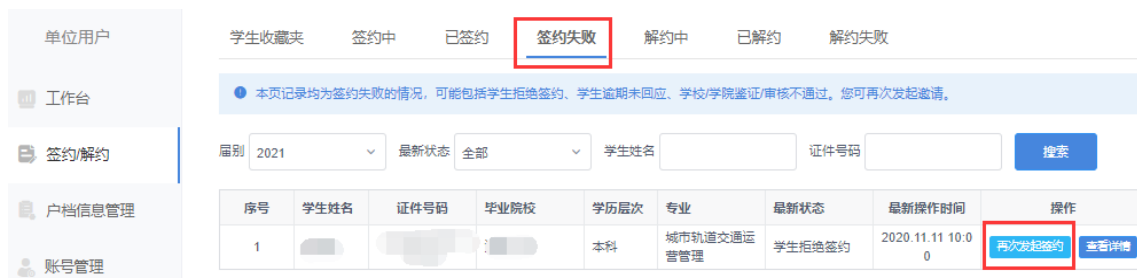 单位用户
学生收藏夹 签约中 已签约 签约失败 解约中 已解约 解约失败
工作台
本页记录均为签约失败的情况，可能包括学生拒绝签约、学生逾期未回应、学校/学院鉴证/审核不通过。您可再次发起邀请。
签约/解约
届别 2021 最新状态 全部 学生姓名 证件号码 搜索
户档信息管理
序号 学生姓名 证件号码 毕业院校 学历层次 专业 最新状态 最新操作时间 操作
1 本科 城市轨道交通运 学生拒绝签约 2020.11.11 10:0 再次发起签约 查看详情
营管理 0
账号管理